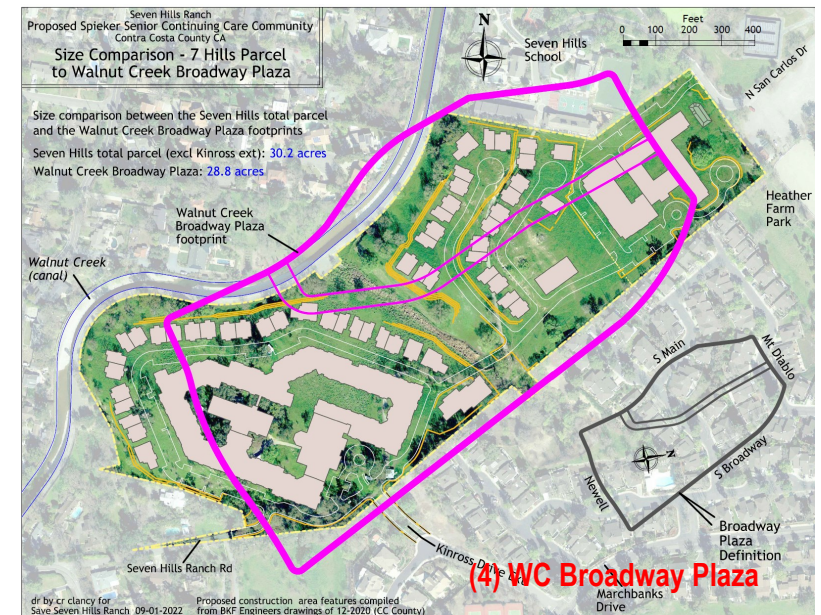 Seven Hills Ranch
Proposed Spieker Senior Continuing Care Community
Contra Costa County CA
Size Comparison - 7 Hills Parcel
to Walnut Creek Broadway Plaza
Size comparison between the Seven Hills total parcel
and the Walnut Creek Broadway Plaza footprints
Seven Hills total parcel (excl Kinross ext): 30.2 acres
Walnut Creek Broadway Plaza: 28.8 acres
N
Seven Hills
School
Feet
0 100 200 300 400
N San Carlos Dr
Heather
Farm
Park
Walnut Creek
Broadway Plaza
footprint
Walnut Creek
(canal)
S Main
Mt Diablo
N
S Broadway
Newell
Broadway
Plaza
Definition
Seven Hills Ranch Rd
Kinross Drive
(4) WC Broadway Plaza
Marchbanks
Drive
dr by cr clancy for
Save Seven Hills Ranch 09-01-2022
Proposed construction area features compiled
from BKF Engineers drawings of 12-2020 (CC County)